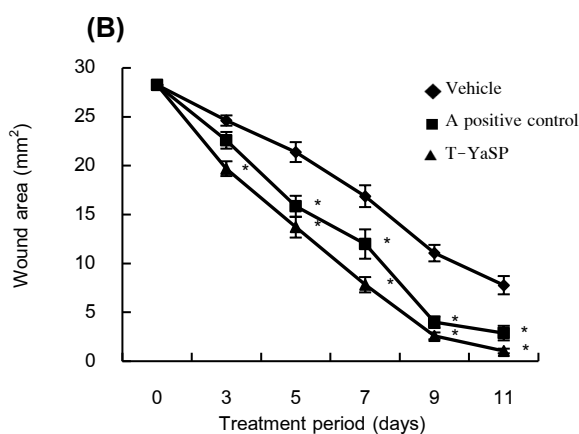 (B)
30
25
20
15
10
5
0
Wound area (mm²)
Vehicle
A positive control
T-YaSP
*
*
*
*
*
*
*
*
*
0 3 5 7 9 11
Treatment period (days)